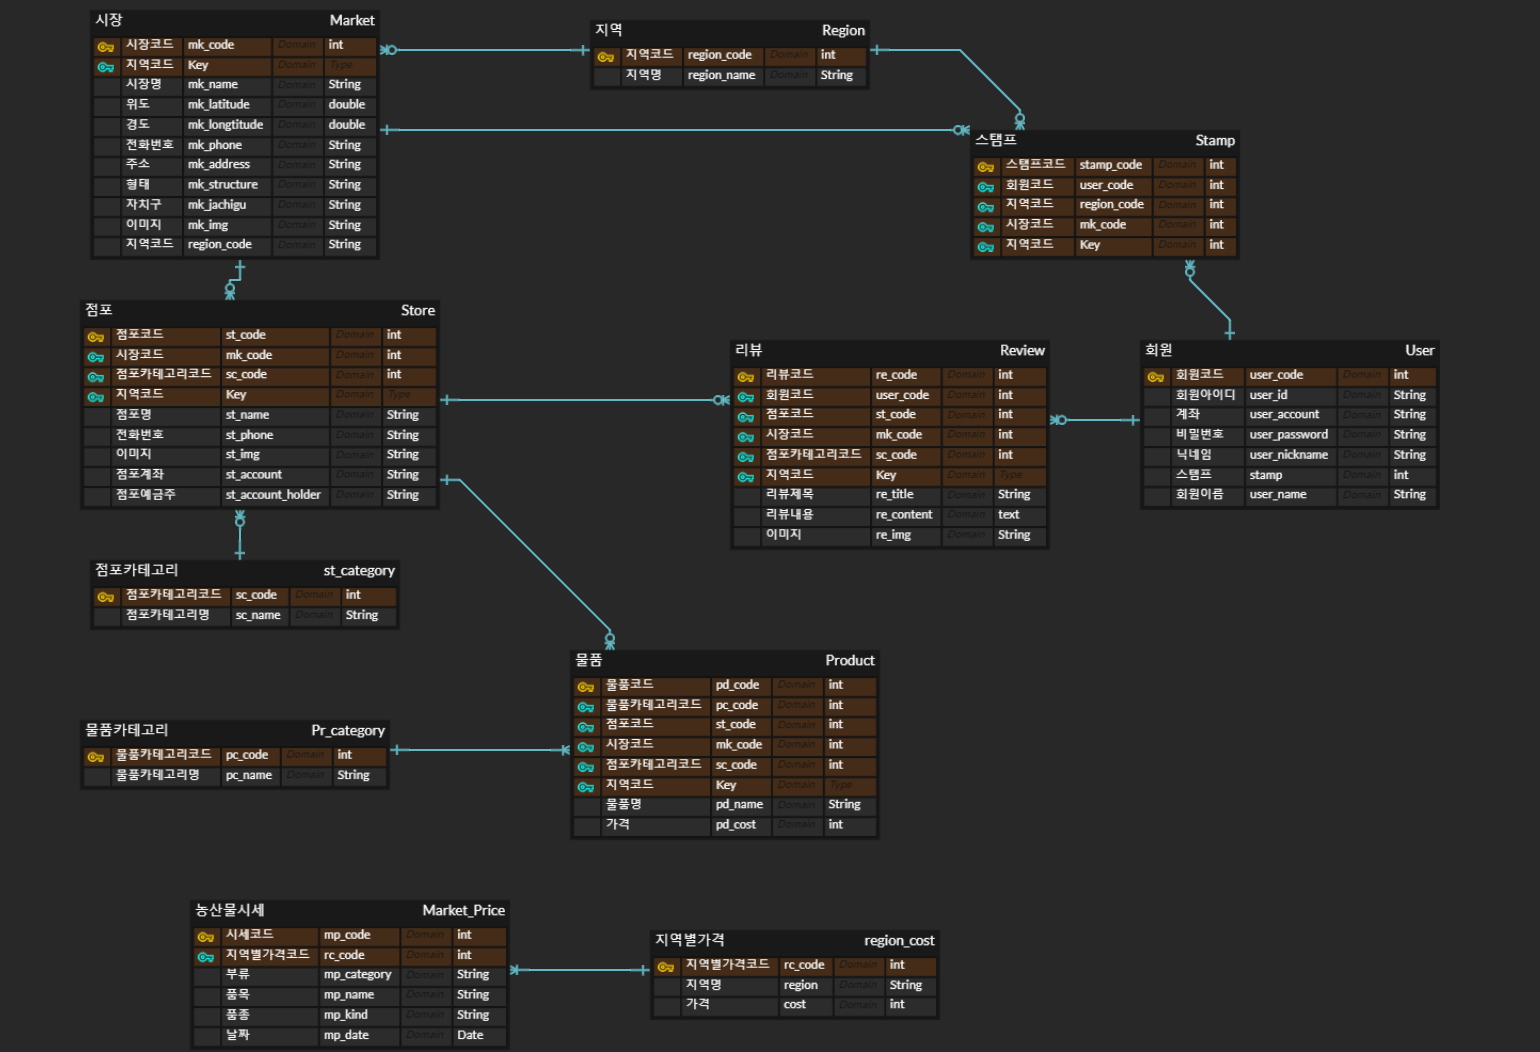 시장 Market
시장코드 mk_code Domain int
지역코드 Key Domain Type
시장명 mk_name Domain String
위도 mk_latitude Domain double
경도 mk_longtitude Domain double
전화번호 mk_phone Domain String
주소 mk_address Domain String
형태 mk_structure Domain String
자치구 mk_jachigu Domain String
이미지 mk_img Domain String
지역코드 region_code Domain String
지역 Region
지역코드 region_code Domain int
지역명 region_name Domain String
스탬프 Stamp
스탬프코드 stamp_code Domain int
회원코드 user_code Domain int
지역코드 region_code Domain int
시장코드 mk_code Domain int
지역코드 Key Domain int
점포 Store
점포코드 st_code Domain int
시장코드 mk_code Domain int
점포카테고리코드 sc_code Domain int
지역코드 Key Domain Type
점포명 st_name Domain String
전화번호 st_phone Domain String
이미지 st_img Domain String
점포계좌 st_account Domain String
점포예금주 st_account_holder Domain String
리뷰 Review
리뷰코드 re_code Domain int
회원코드 user_code Domain int
점포코드 st_code Domain int
시장코드 mk_code Domain int
점포카테고리코드 sc_code Domain int
지역코드 Key Domain Type
리뷰제목 re_title Domain String
리뷰내용 re_content Domain text
이미지 re_img Domain String
회원 User
회원코드 user_code Domain int
회원아이디 user_id Domain String
계좌 user_account Domain String
비밀번호 user_password Domain String
닉네임 user_nickname Domain String
스탬프 stamp Domain int
회원이름 user_name Domain String
점포카테고리 st_category
점포카테고리코드 sc_code Domain int
점포카테고리명 sc_name Domain String
물품 Product
물품코드 pd_code Domain int
물품카테고리코드 pc_code Domain int
점포코드 st_code Domain int
시장코드 mk_code Domain int
점포카테고리코드 sc_code Domain int
지역코드 Key Domain Type
물품명 pd_name Domain String
가격 pd_cost Domain int
물품카테고리 Pr_category
물품카테고리코드 pc_code Domain int
물품카테고리명 pc_name Domain String
농산물시세 Market_Price
시세코드 mp_code Domain int
지역별가격코드 rc_code Domain int
부류 mp_category Domain String
품목 mp_name Domain String
품종 mp_kind Domain String
날짜 mp_date Domain Date
지역별가격 region_cost
지역별가격코드 rc_code Domain int
지역명 region Domain String
가격 cost Domain int